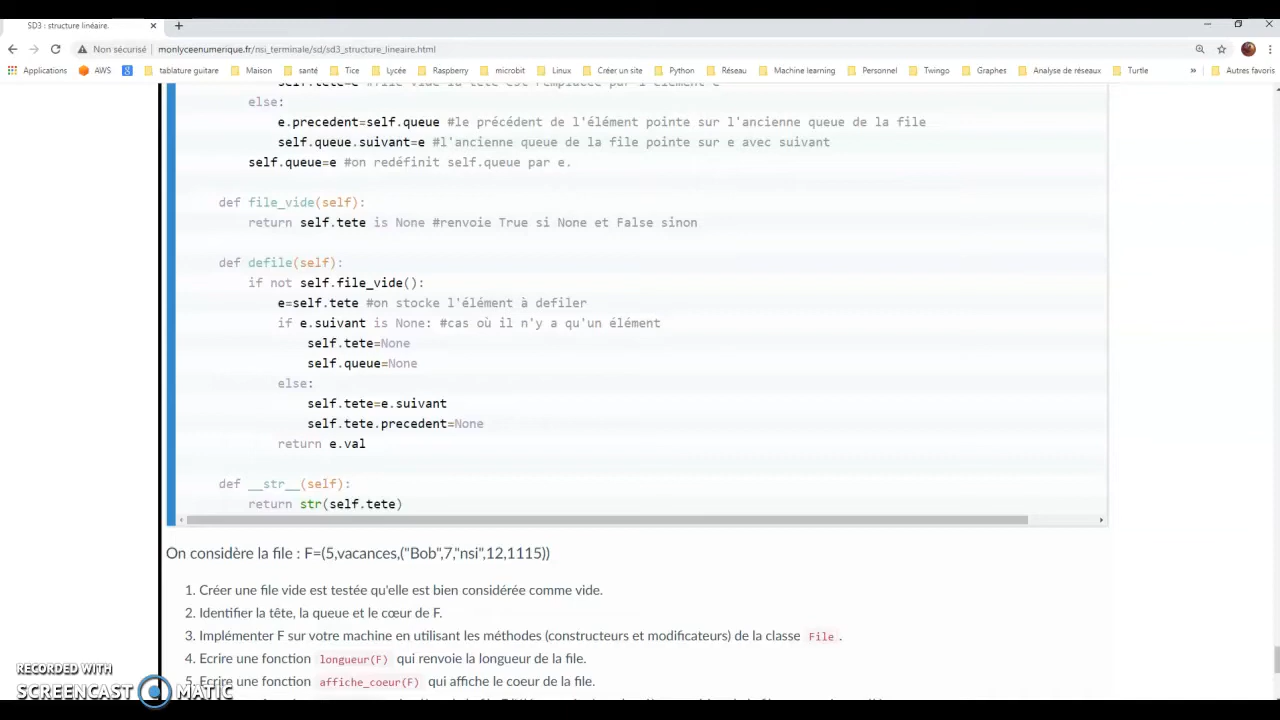 SD3 : structure linéaire.
Non sécurisé
monlyceenumerique.fr/nsi_terminale/sd/sd3_structure_lineaire.html
Applications AWS tablature guitare Maison santé Tice Lycée Raspberry microbit Linux Créer un site Python Réseau Machine learning Personnel Twingo Graphes Analyse de réseaux Turtle » Autres favoris
self.tete=e #file vide la tête est remplacée par l'élément e
else:
e.precedent=self.queue #le précédent de l'élément pointe sur l'ancienne queue de la file
self.queue.suivant=e #l'ancienne queue de la file pointe sur e avec suivant
self.queue=e #on redéfinit self.queue par e.
def file_vide(self):
return self.tete is None #renvoie True si None et False sinon
def defile(self):
if not self.file_vide():
e=self.tete #on stocke l'élément à defiler
if e.suivant is None: #cas où il n'y a qu'un élément
self.tete=None
self.queue=None
else:
self.tete=e.suivant
self.tete.precedent=None
return e.val
def __str__(self):
return str(self.tete)
On considère la file : F=(5,vacances,("Bob",7,"nsi",12,1115))
1. Créer une file vide est testée qu'elle est bien considérée comme vide.
2. Identifier la tête, la queue et le cœur de F.
3. Implémenter F sur votre machine en utilisant les méthodes (constructeurs et modificateurs) de la classe File .
4. Ecrire une fonction longueur(F) qui renvoie la longueur de la file.
5. Ecrire une fonction affiche_coeur(F) qui affiche le coeur de la file.
RECORDED WITH
SCREENCAST MATIC